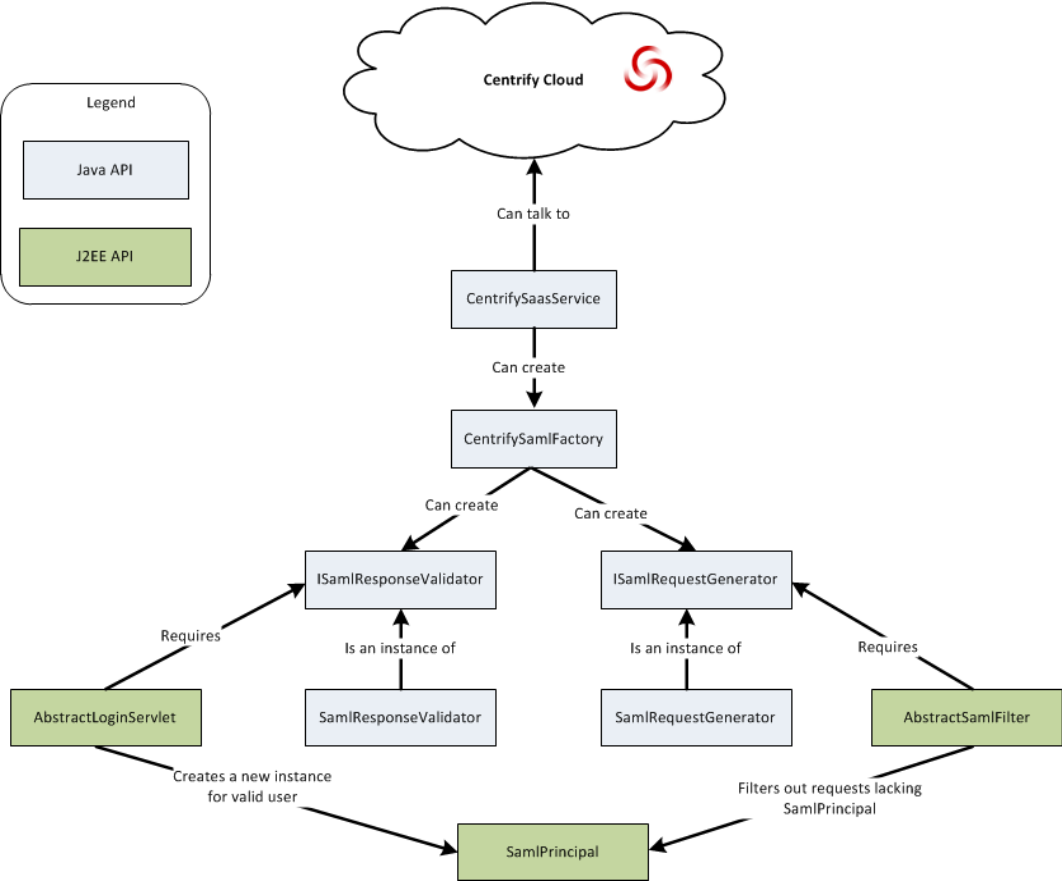 Centrify Cloud
Legend
Java API
J2EE API
Can talk to
CentrifySaasService
Can create
CentrifySamlFactory
Can create
Can create
ISamlResponseValidator
ISamlRequestGenerator
Requires
Is an instance of
Is an instance of
Requires
AbstractLoginServlet
SamlResponseValidator
SamlRequestGenerator
AbstractSamlFilter
Creates a new instance
for valid user
Filters out requests lacking
SamlPrincipal
SamlPrincipal